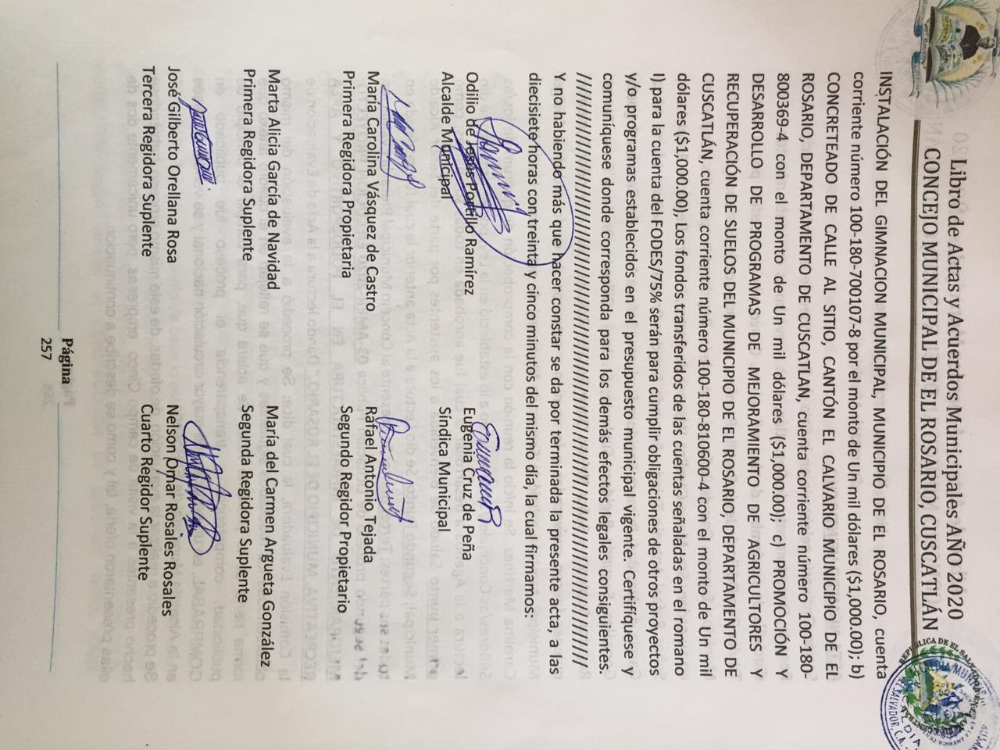 Libro de Actas y Acuerdos Municipales AÑO 2020
CONCEJO MUNICIPAL DE EL ROSARIO, CUSCATLÁN
INSTALACIÓN DEL GIMNACION MUNICIPAL, MUNICIPIO DE EL ROSARIO, cuenta
corriente número 100-180-700107-8 por el monto de Un mil dólares ($1,000.00); b)
CONCRETEADO DE CALLE AL SITIO, CANTÓN EL CALVARIO MUNICIPIO DE EL
ROSARIO, DEPARTAMENTO DE CUSCATLAN, cuenta corriente número 100-180-
800369-4 con el monto de Un mil dólares ($1,000.00); c) PROMOCIÓN Y
DESARROLLO DE PROGRAMAS DE MEJORAMIENTO DE AGRICULTORES Y
RECUPERACIÓN DE SUELOS DEL MUNICIPIO DE EL ROSARIO, DEPARTAMENTO DE
CUSCATLÁN, cuenta corriente número 100-180-810600-4 con el monto de Un mil
dólares ($1,000.00), Los fondos transferidos de las cuentas señaladas en el romano
I) para la cuenta del FODES/75% serán para cumplir obligaciones de otros proyectos
y/o programas establecidos en el presupuesto municipal vigente. Certifíquese y
comuníquese donde corresponda para los demás efectos legales consiguientes.
Y no habiendo más que hacer constar se da por terminada la presente acta, a las
diecisiete horas con treinta y cinco minutos del mismo día, la cual firmamos:
Odilio de Jesús Portillo Ramírez
Alcalde Municipal
Eugenia Cruz de Peña
Síndica Municipal
María Carolina Vásquez de Castro
Primera Regidora Propietaria
Rafael Antonio Tejada
Segundo Regidor Propietario
Marta Alicia García de Navidad
Primera Regidora Suplente
María del Carmen Argueta González
Segunda Regidora Suplente
José Gilberto Orellana Rosa
Tercera Regidora Suplente
Nelson Omar Rosales Rosales
Cuarto Regidor Suplente
Página
257